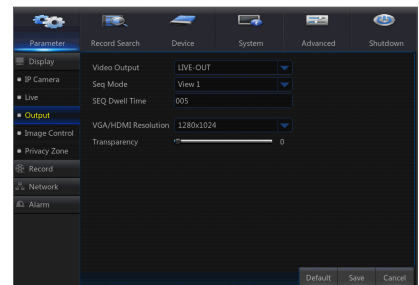 Parameter Record Search Device System Advanced Shutdown
Display
IP Camera
Live
Output
Image Control
Privacy Zone
Record
Network
Alarm
Video Output LIVE-OUT
Seq Mode View 1
SEQ Dwell Time 005
VGA/HDMI Resolution 1280x1024
Transparency 0
Default Save Cancel